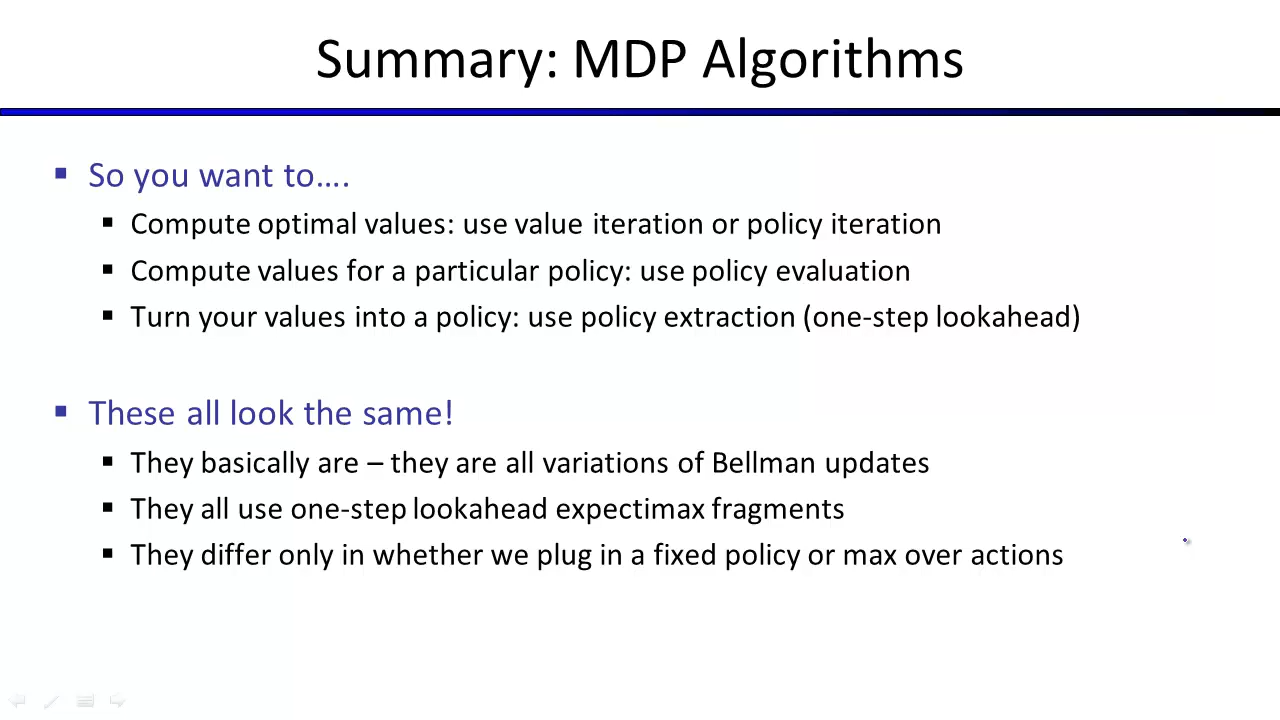 Summary: MDP Algorithms
So you want to….
Compute optimal values: use value iteration or policy iteration
Compute values for a particular policy: use policy evaluation
Turn your values into a policy: use policy extraction (one-step lookahead)
These all look the same!
They basically are – they are all variations of Bellman updates
They all use one-step lookahead expectimax fragments
They differ only in whether we plug in a fixed policy or max over actions